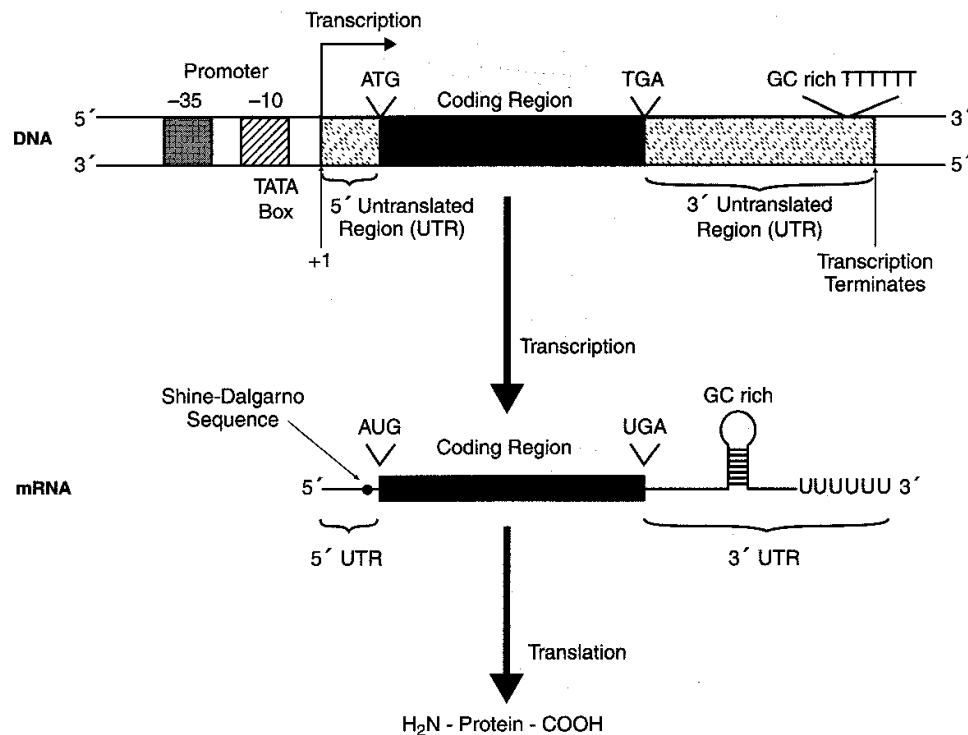 Transcription
Promoter
−35
−10
ATG
Coding Region
TGA
GC rich TTTTTT
5′
3′
DNA
3′
5′
TATA
Box
5′ Untranslated
Region (UTR)
3′ Untranslated
Region (UTR)
+1
Transcription
Terminates
Transcription
Shine-Dalgarno
Sequence
AUG
Coding Region
UGA
GC rich
mRNA
5′
UUUUUU 3′
5′ UTR
3′ UTR
Translation
H₂N - Protein - COOH